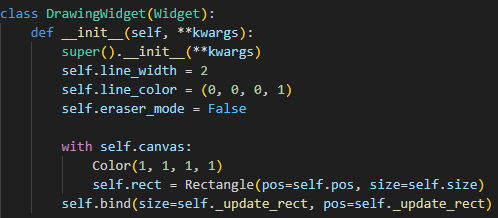 class DrawingWidget(Widget):
    def __init__(self, **kwargs):
        super().__init__(**kwargs)
        self.line_width = 2
        self.line_color = (0, 0, 0, 1)
        self.eraser_mode = False

        with self.canvas:
            Color(1, 1, 1, 1)
            self.rect = Rectangle(pos=self.pos, size=self.size)
        self.bind(size=self._update_rect, pos=self._update_rect)